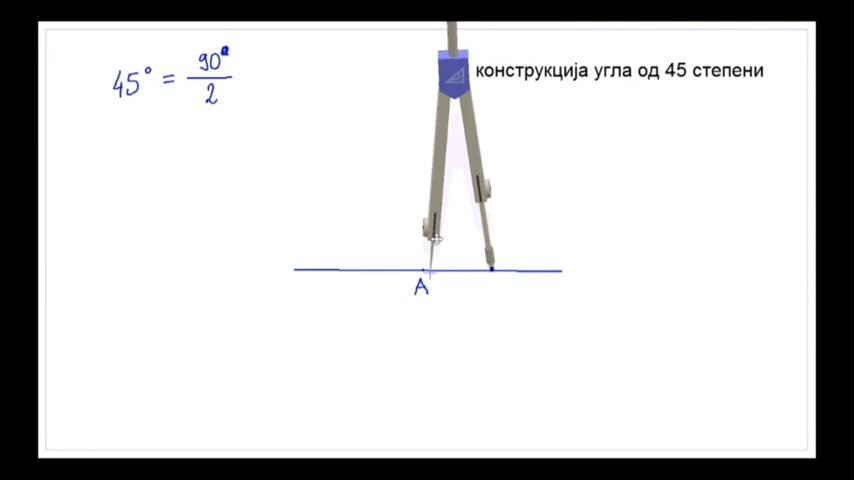 45° = 90°/2
конструкција угла од 45 степени
A